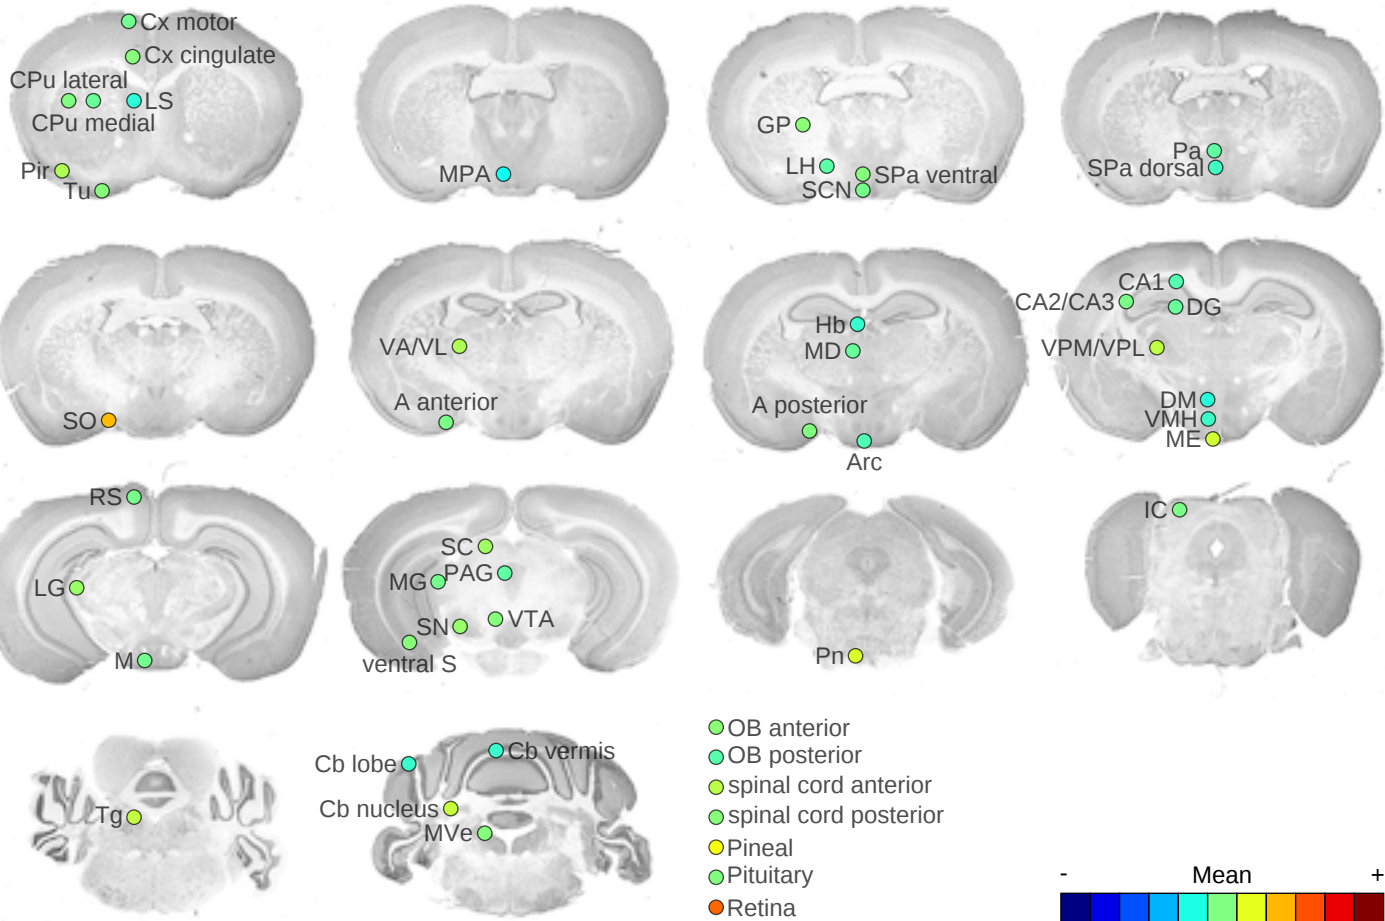 Cx motor
Cx cingulate
CPu lateral
LS
CPu medial
Pir
Tu
MPA
GP
LH
SPa ventral
SCN
Pa
SPa dorsal
SO
VA/VL
A anterior
Hb
MD
A posterior
Arc
CA1
CA2/CA3
DG
VPM/VPL
DM
VMH
ME
RS
LG
M
SC
MG
PAG
VTA
SN
ventral S
Pn
IC
Tg
Cb lobe
Cb vermis
Cb nucleus
MVe
OB anterior
OB posterior
spinal cord anterior
spinal cord posterior
Pineal
Pituitary
Retina
- Mean +